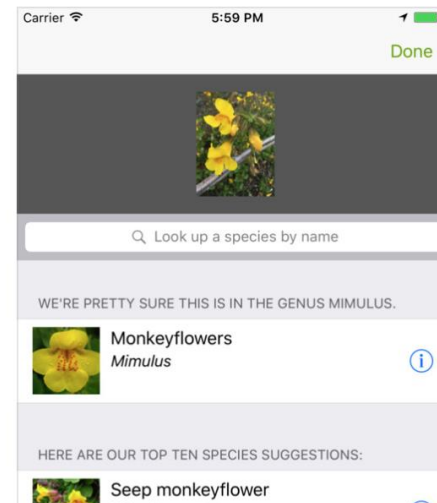 Carrier 5:59 PM
Done
Look up a species by name
WE'RE PRETTY SURE THIS IS IN THE GENUS MIMULUS.
Monkeyflowers
Mimulus
HERE ARE OUR TOP TEN SPECIES SUGGESTIONS:
Seep monkeyflower